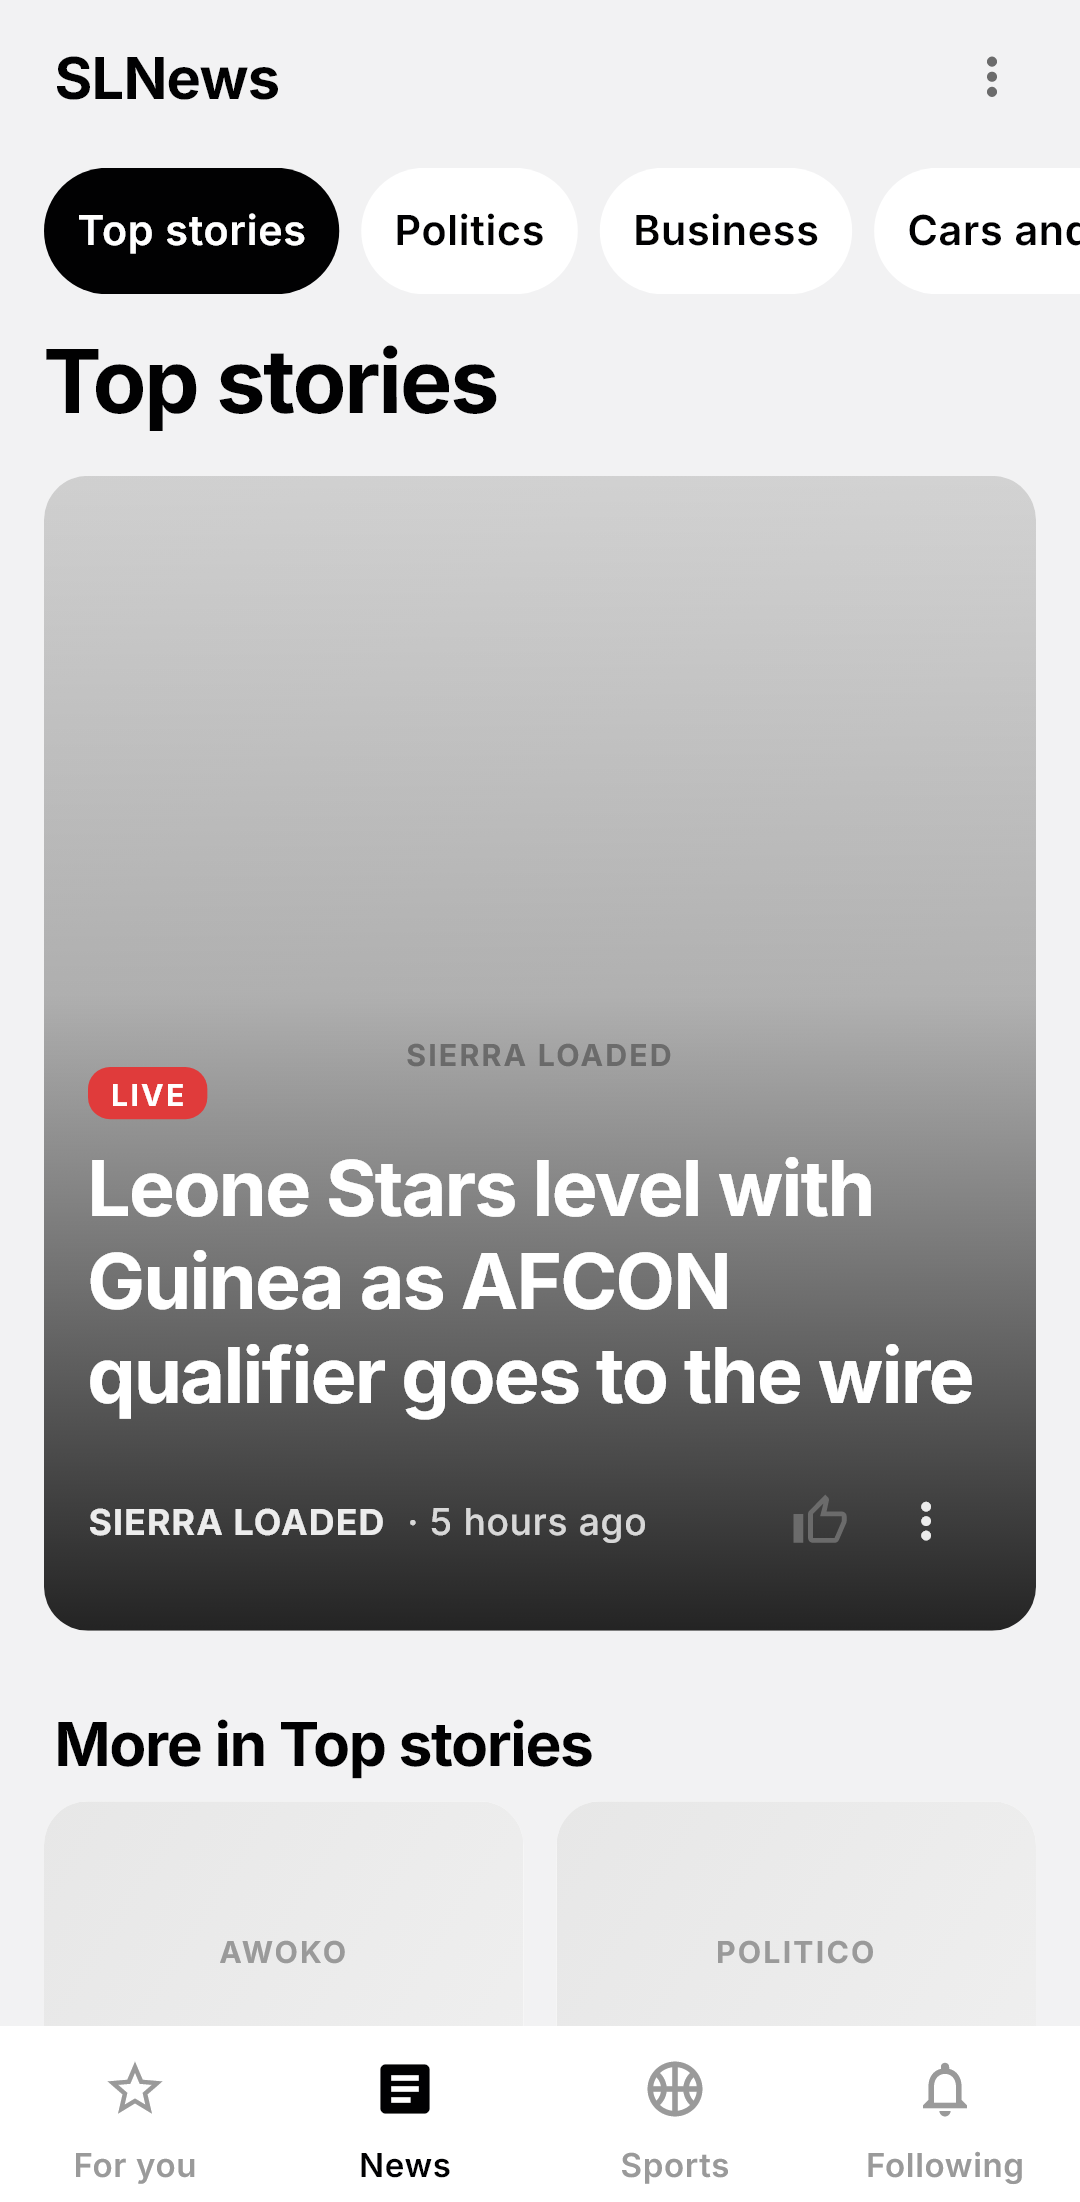 SLNews
Top stories
Politics
Business
Cars and
Top stories
SIERRA LOADED
LIVE
Leone Stars level with
Guinea as AFCON
qualifier goes to the wire
SIERRA LOADED · 5 hours ago
More in Top stories
AWOKO
POLITICO
For you
News
Sports
Following